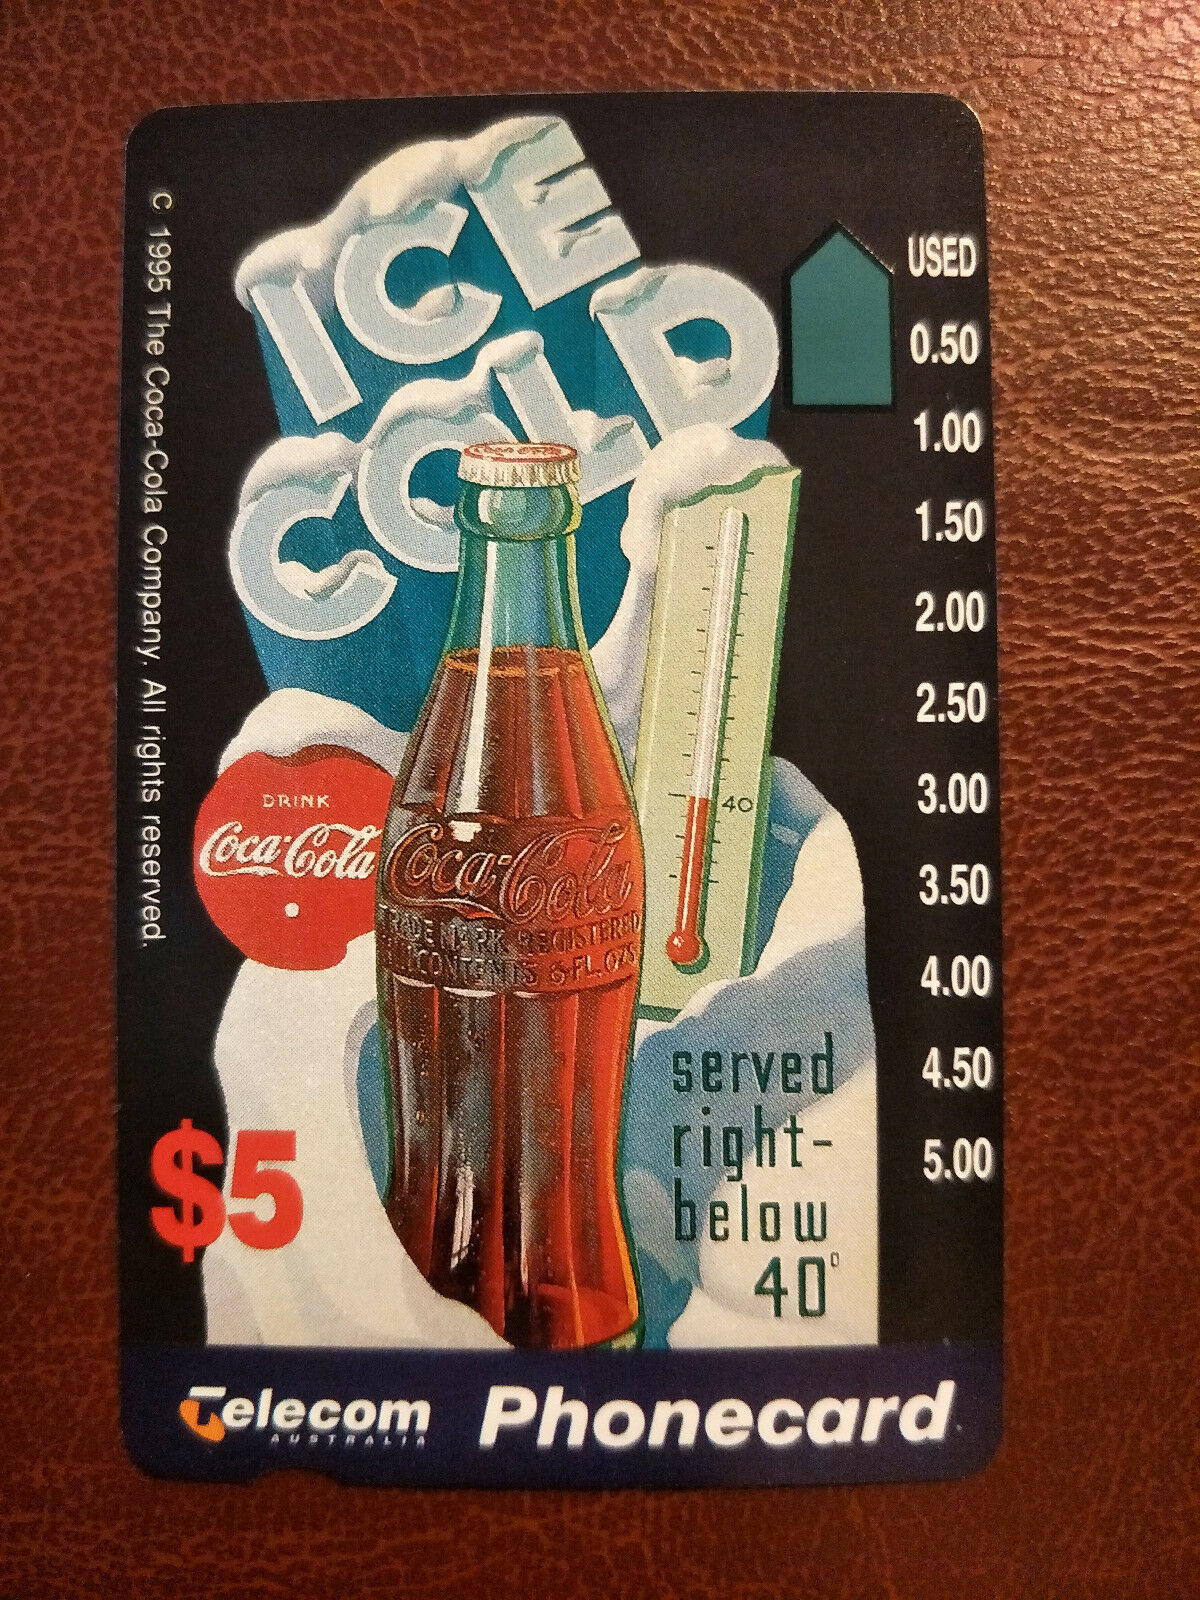 ICE
COLD
© 1995 The Coca-Cola Company. All rights reserved.
USED
0.50
1.00
1.50
2.00
2.50
3.00
3.50
4.00
4.50
5.00
40
DRINK
Coca-Cola
Coca-Cola
TRADE MARK REGISTERED
CONTENTS 6 FL. OZS
served
right-
below
40°
$5
Telecom
AUSTRALIA
Phonecard